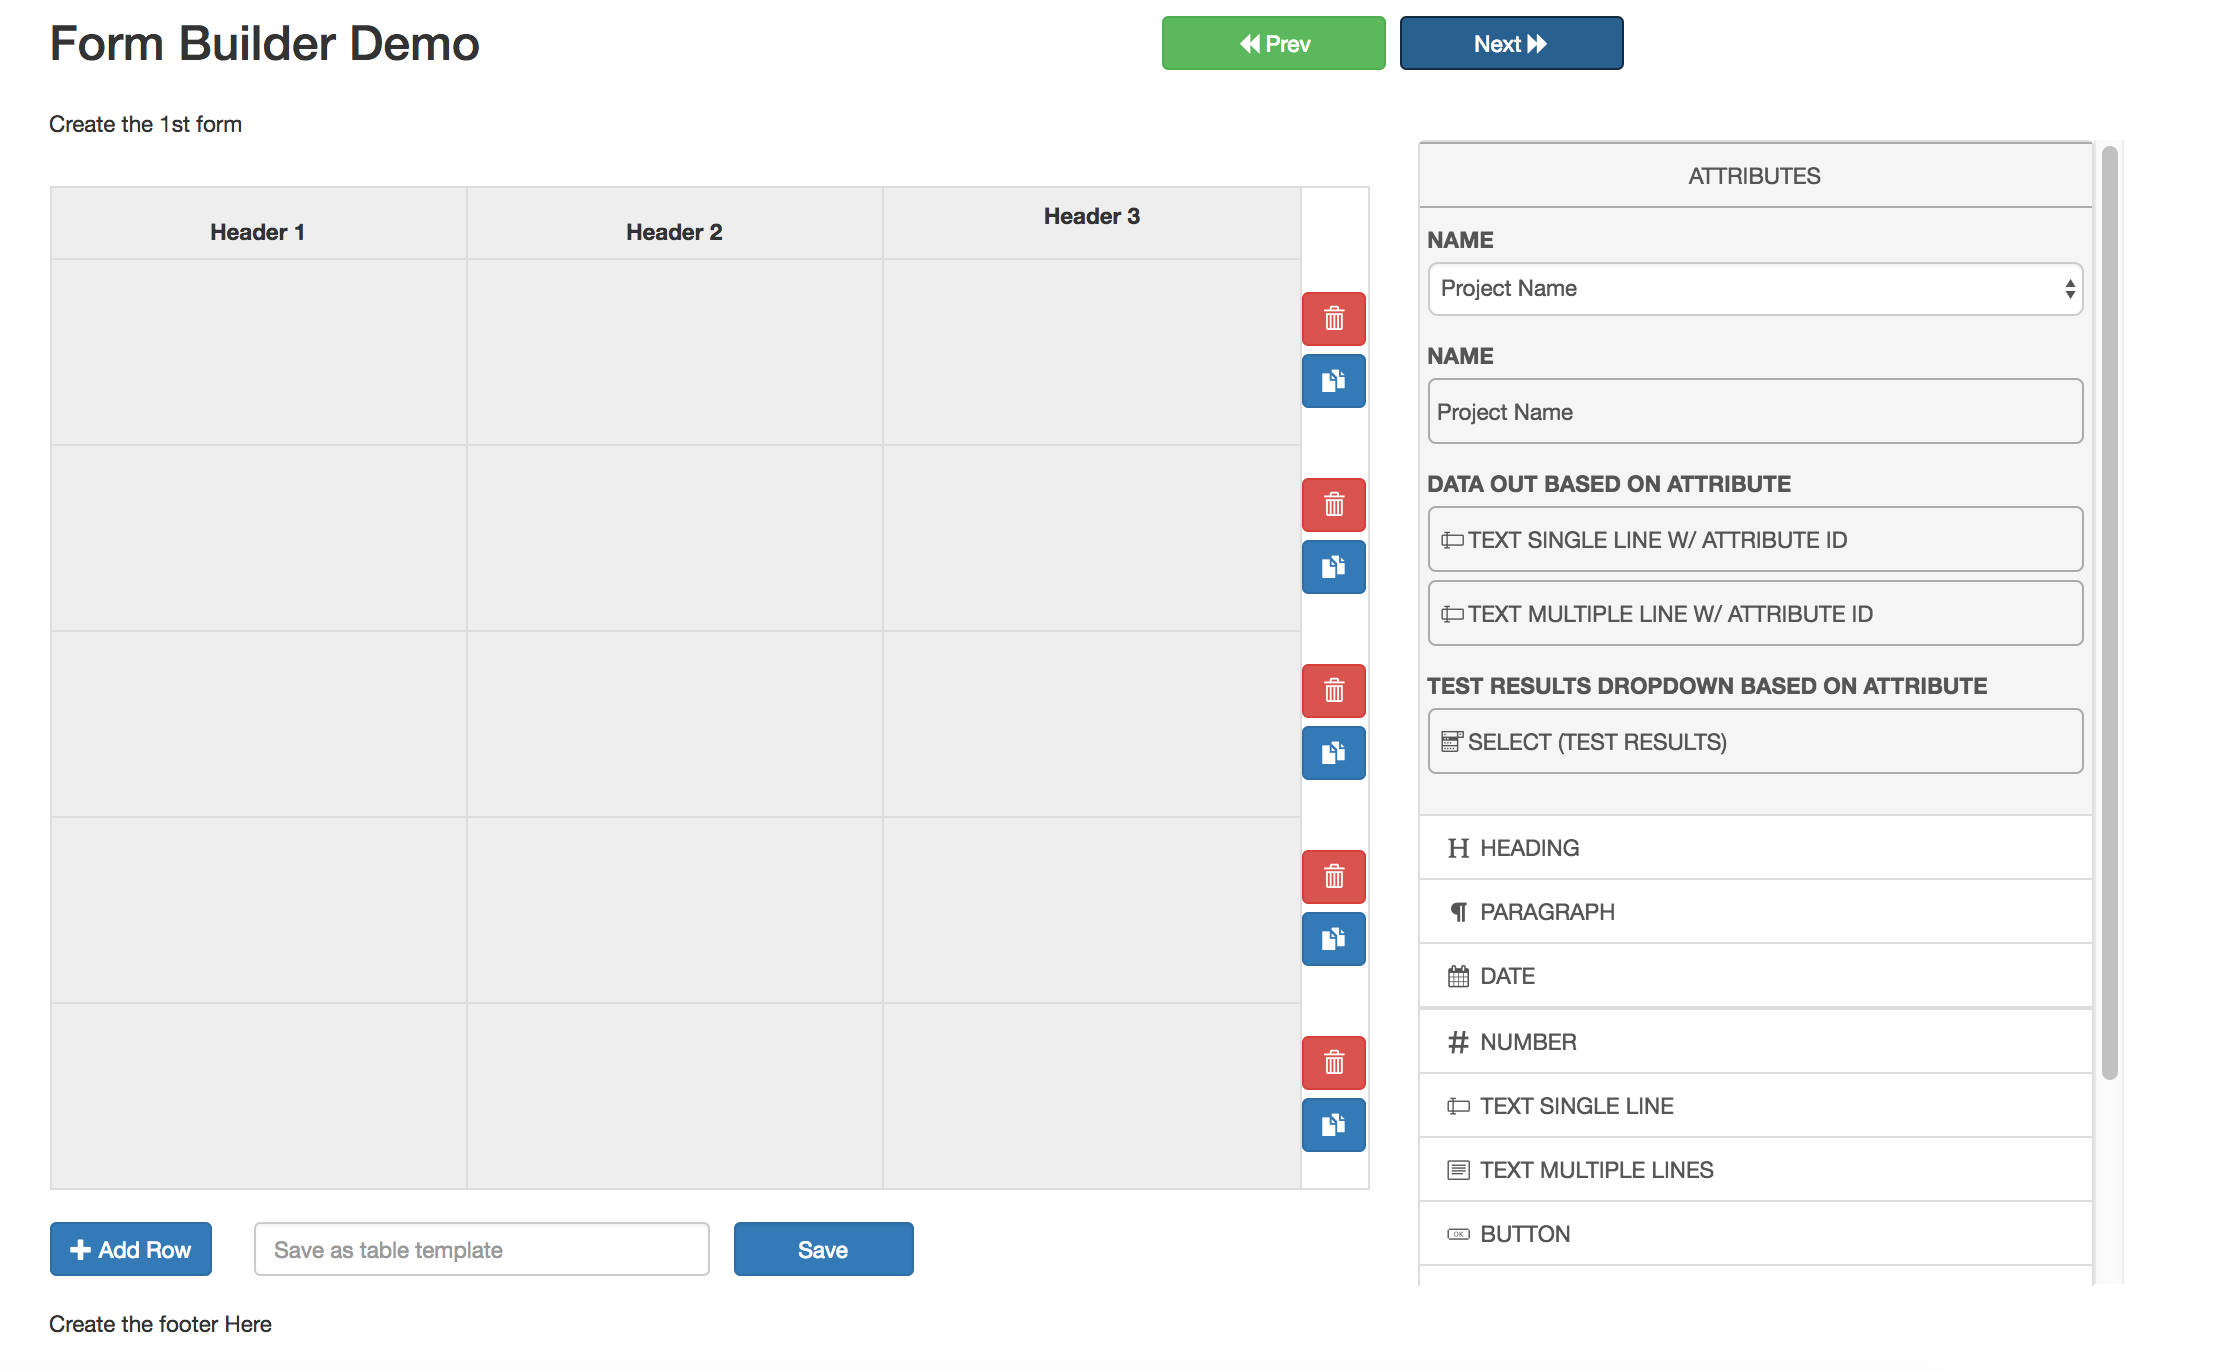 Form Builder Demo
Prev
Next
Create the 1st form
Header 1
Header 2
Header 3
Add Row
Save as table template
Save
Create the footer Here
ATTRIBUTES
NAME
Project Name
NAME
Project Name
DATA OUT BASED ON ATTRIBUTE
TEXT SINGLE LINE W/ ATTRIBUTE ID
TEXT MULTIPLE LINE W/ ATTRIBUTE ID
TEST RESULTS DROPDOWN BASED ON ATTRIBUTE
SELECT (TEST RESULTS)
H HEADING
¶ PARAGRAPH
DATE
# NUMBER
TEXT SINGLE LINE
TEXT MULTIPLE LINES
OK BUTTON